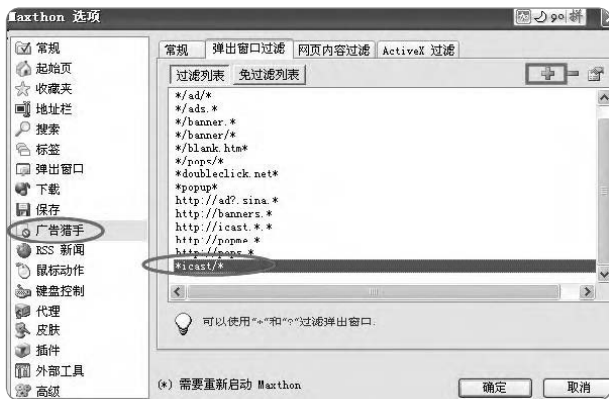 Maxthon 选项
常规
起始页
收藏夹
地址栏
搜索
标签
弹出窗口
下载
保存
广告猎手
RSS 新闻
鼠标动作
键盘控制
代理
皮肤
插件
外部工具
高级
常规 弹出窗口过滤 网页内容过滤 ActiveX 过滤
过滤列表 免过滤列表
*/ad/*
*/ads.*
*/banner.*
*/banner/*
*/blank.htm*
*/pops/*
*doubleclick.net*
*popup*
http://ad?.sina.*
http://banners.*
http://icast.*.*
http://popme.*
http://pops.*
*icast/*
可以使用"*"和"?"过滤弹出窗口.
(*) 需要重新启动 Maxthon
确定 取消